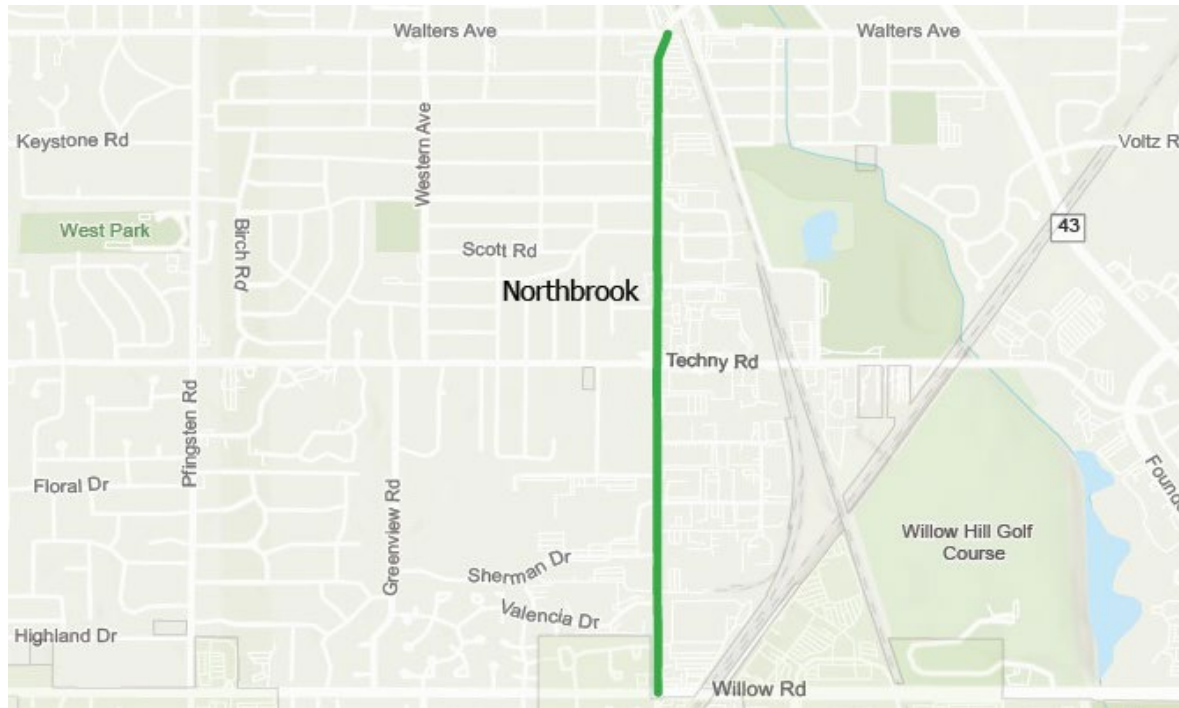 Walters Ave
Walters Ave
Keystone Rd
Western Ave
Voltz R
West Park
Birch Rd
Scott Rd
43
Northbrook
Techny Rd
Pfingsten Rd
Floral Dr
Greenview Rd
Founde
Willow Hill Golf
Course
Sherman Dr
Valencia Dr
Highland Dr
Willow Rd